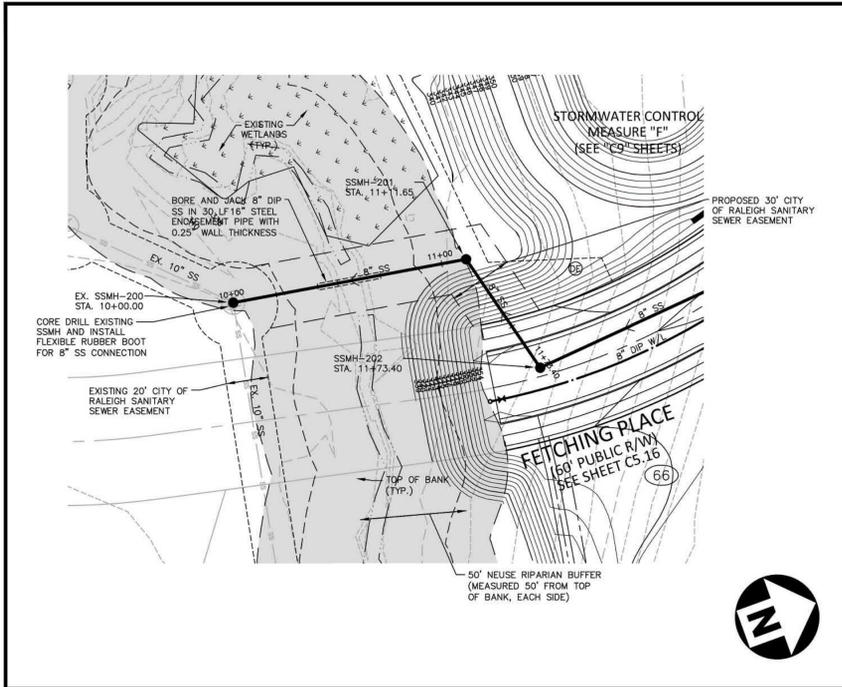 STORMWATER CONTROL
MEASURE "F"
(SEE "C9" SHEETS)
EXISTING
WETLANDS
(TYP.)
SSMH-201
STA. 11+11.65
BORE AND JACK 8" DIP
SS IN 30 LF 16" STEEL
ENCASEMENT PIPE WITH
0.25" WALL THICKNESS
PROPOSED 30' CITY
OF RALEIGH SANITARY
SEWER EASEMENT
EX. 10" SS
11+00
8" SS
10+00
DE
8" SS
EX. SSMH-200
STA. 10+00.00
CORE DRILL EXISTING
SSMH AND INSTALL
FLEXIBLE RUBBER BOOT
FOR 8" SS CONNECTION
8" SS
8" DIP W/L
11+73.40
SSMH-202
STA. 11+73.40
EXISTING 20' CITY OF
RALEIGH SANITARY
SEWER EASEMENT
EX. 10" SS
FETCHING PLACE
(60' PUBLIC R/W)
SEE SHEET C5.16
66
TOP OF BANK
(TYP.)
50' NEUSE RIPARIAN BUFFER
(MEASURED 50' FROM TOP
OF BANK, EACH SIDE)
N